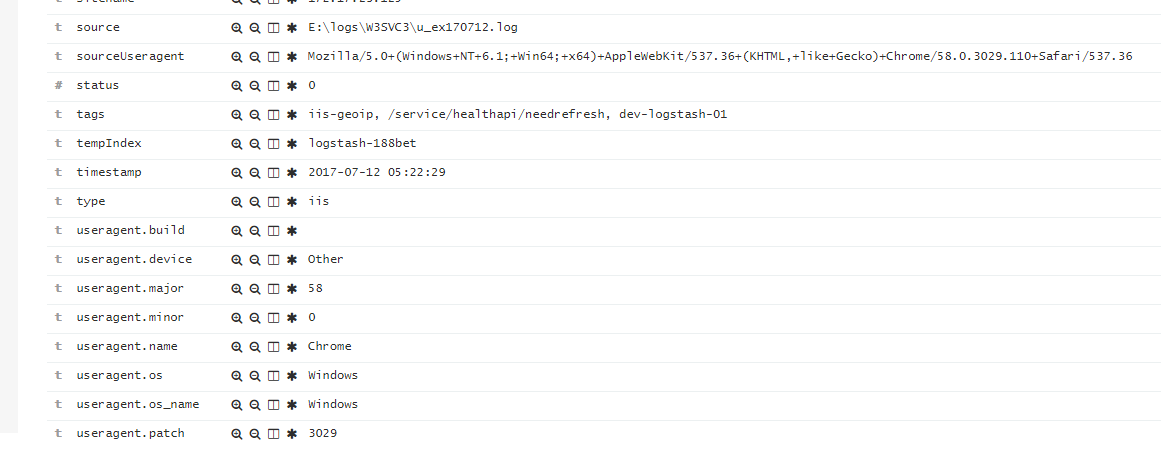 t source E:\logs\W3SVC3\u_ex170712.log
t sourceUseragent Mozilla/5.0+(Windows+NT+6.1;+Win64;+x64)+AppleWebKit/537.36+(KHTML,+like+Gecko)+Chrome/58.0.3029.110+Safari/537.36
# status 0
t tags iis-geoip, /service/healthapi/needrefresh, dev-logstash-01
t tempIndex logstash-188bet
t timestamp 2017-07-12 05:22:29
t type iis
t useragent.build
t useragent.device Other
t useragent.major 58
t useragent.minor 0
t useragent.name Chrome
t useragent.os Windows
t useragent.os_name Windows
t useragent.patch 3029